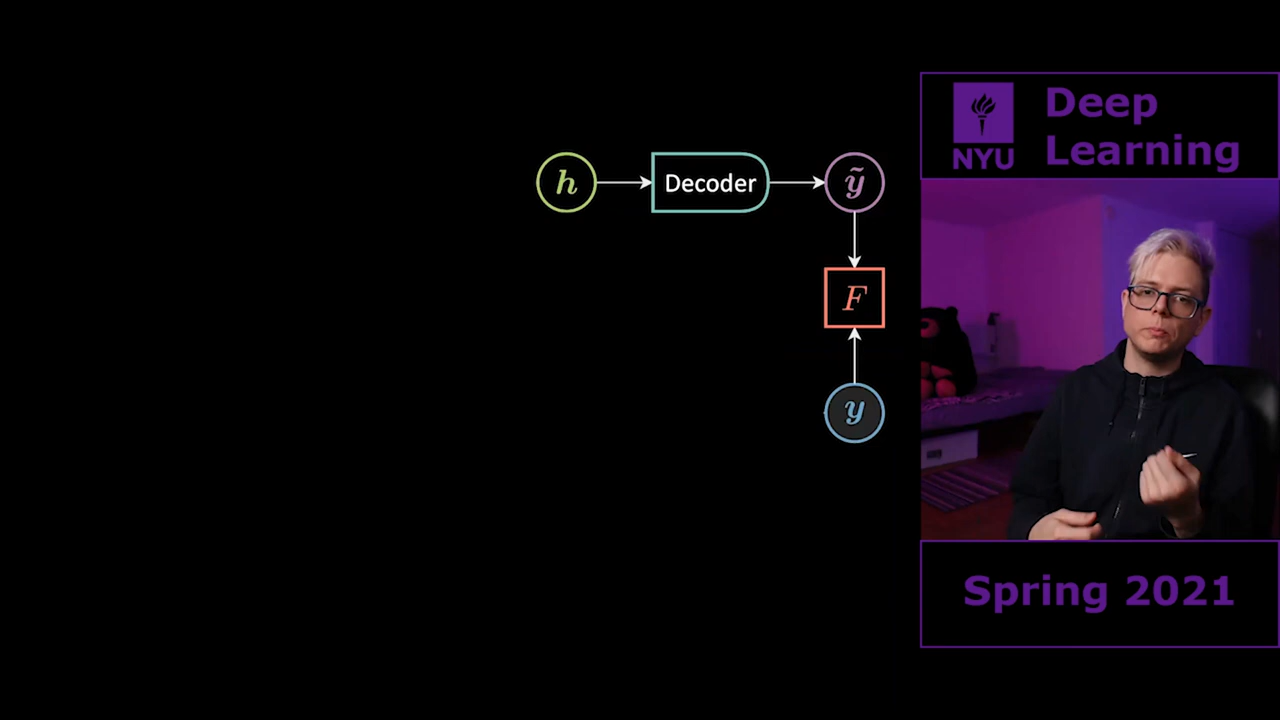 h
Decoder
ỹ
F
y
NYU
Deep
Learning
Spring 2021